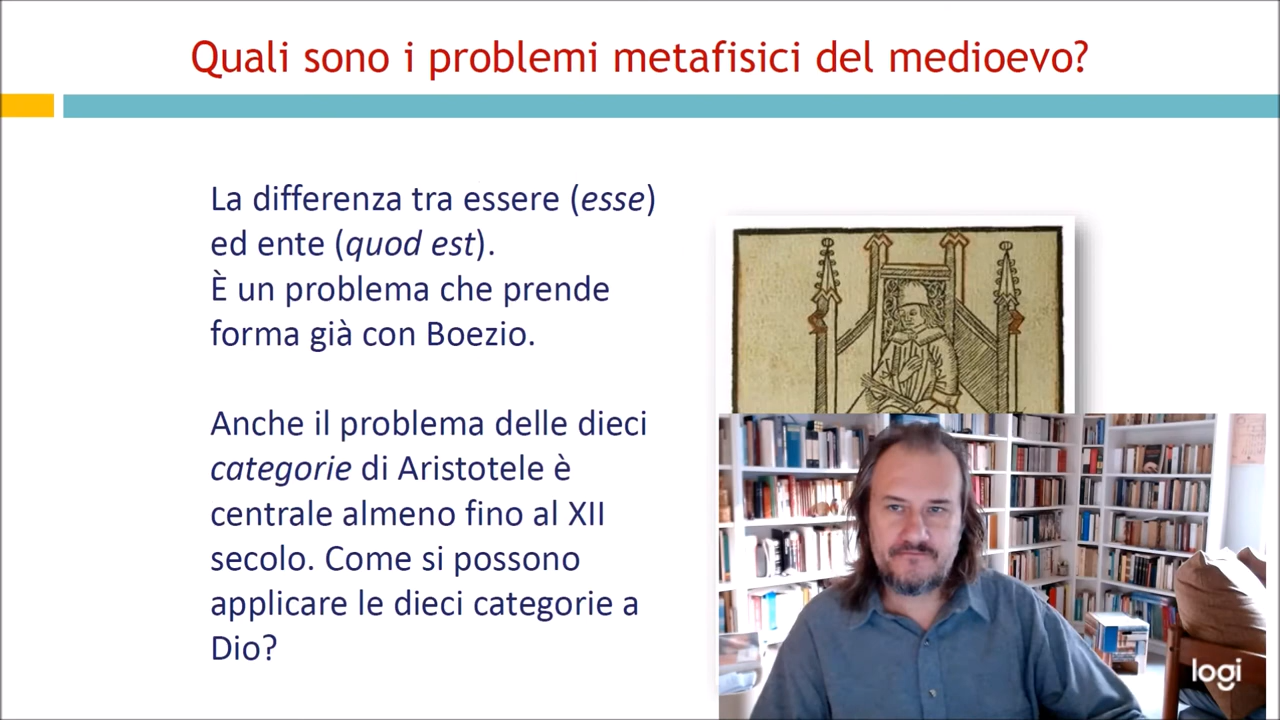 Quali sono i problemi metafisici del medioevo?
La differenza tra essere (esse)
ed ente (quod est).
È un problema che prende
forma già con Boezio.
Anche il problema delle dieci
categorie di Aristotele è
centrale almeno fino al XII
secolo. Come si possono
applicare le dieci categorie a
Dio?
logi